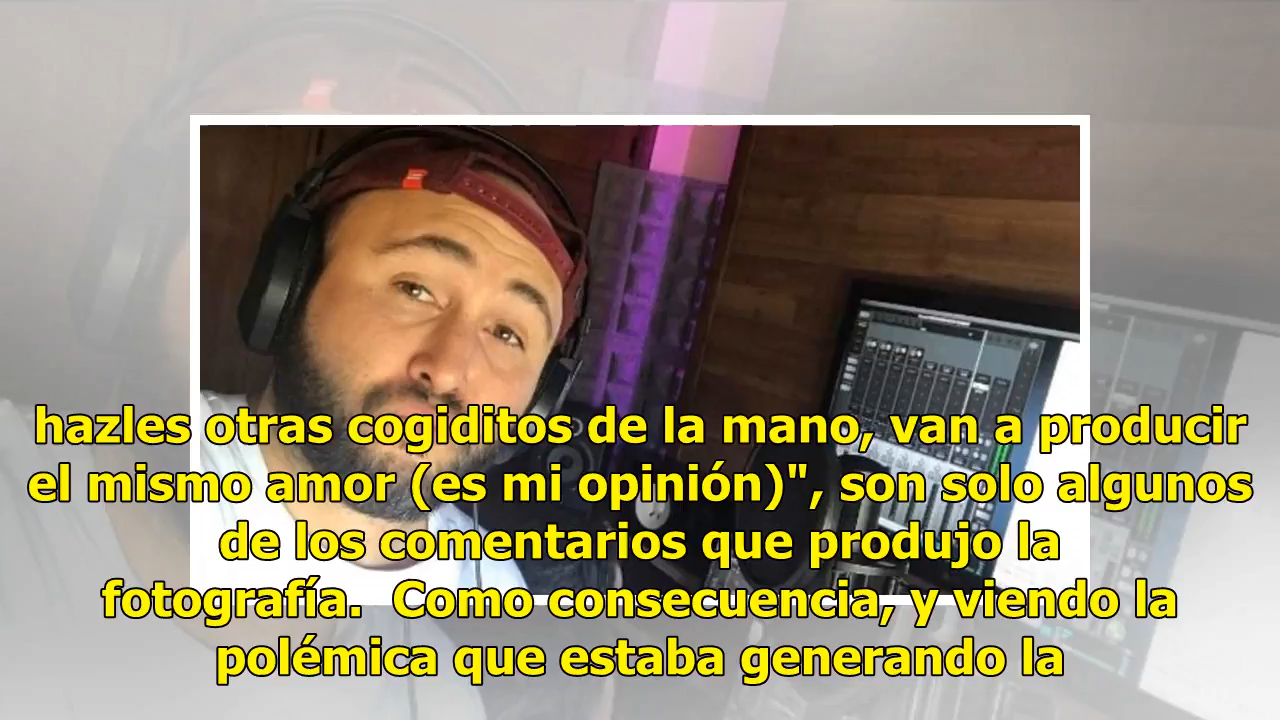 hazles otras cogiditos de la mano, van a producir
el mismo amor (es mi opinión)", son solo algunos
de los comentarios que produjo la
fotografía.  Como consecuencia, y viendo la
polémica que estaba generando la